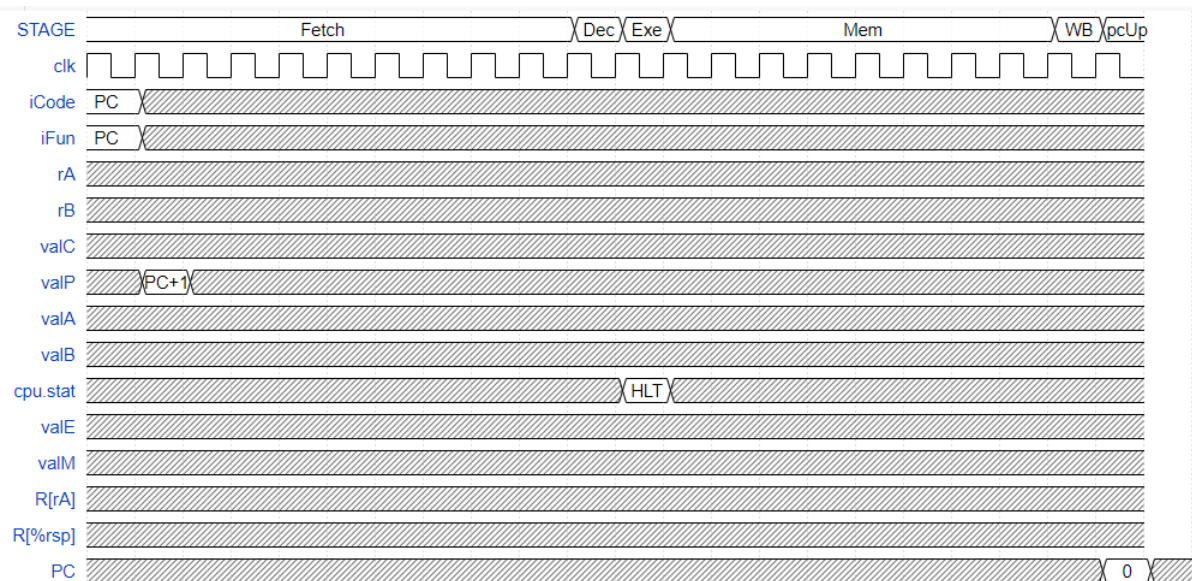 STAGE Fetch Dec Exe Mem WB pcUp
clk
iCode PC
iFun PC
rA
rB
valC
valP PC+1
valA
valB
cpu.stat HLT
valE
valM
R[rA]
R[%rsp]
PC 0